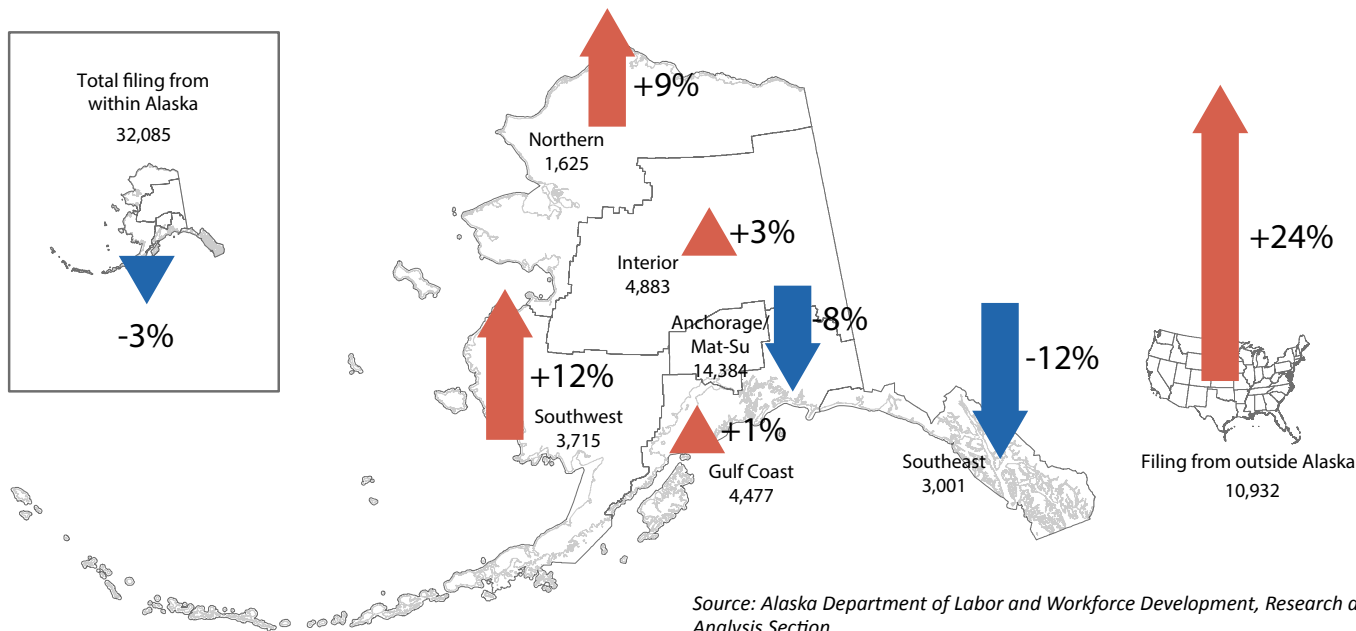 Total filing from
within Alaska
32,085
-3%
+9%
Northern
1,625
+3%
Interior
4,883
Anchorage/
Mat-Su
14,384
-8%
+12%
Southwest
3,715
+1%
Gulf Coast
4,477
-12%
Southeast
3,001
+24%
Filing from outside Alaska
10,932
Source: Alaska Department of Labor and Workforce Development, Research
Analysis Section